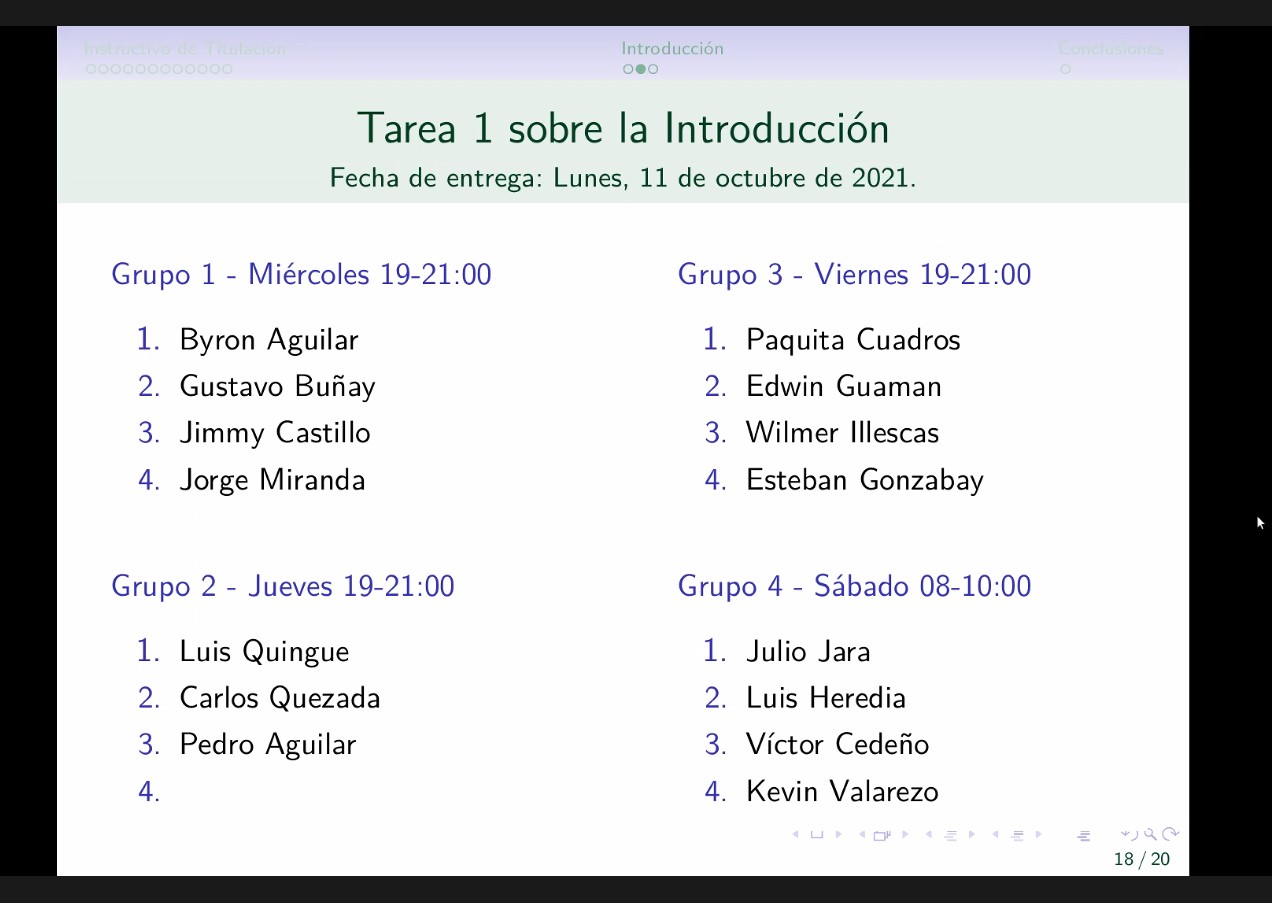 Instructivo de Titulación
Introducción
Conclusiones
Tarea 1 sobre la Introducción
Fecha de entrega: Lunes, 11 de octubre de 2021.
Grupo 1 - Miércoles 19-21:00
1. Byron Aguilar
2. Gustavo Buñay
3. Jimmy Castillo
4. Jorge Miranda
Grupo 2 - Jueves 19-21:00
1. Luis Quingue
2. Carlos Quezada
3. Pedro Aguilar
4.
Grupo 3 - Viernes 19-21:00
1. Paquita Cuadros
2. Edwin Guaman
3. Wilmer Illescas
4. Esteban Gonzabay
Grupo 4 - Sábado 08-10:00
1. Julio Jara
2. Luis Heredia
3. Víctor Cedeño
4. Kevin Valarezo
18 / 20